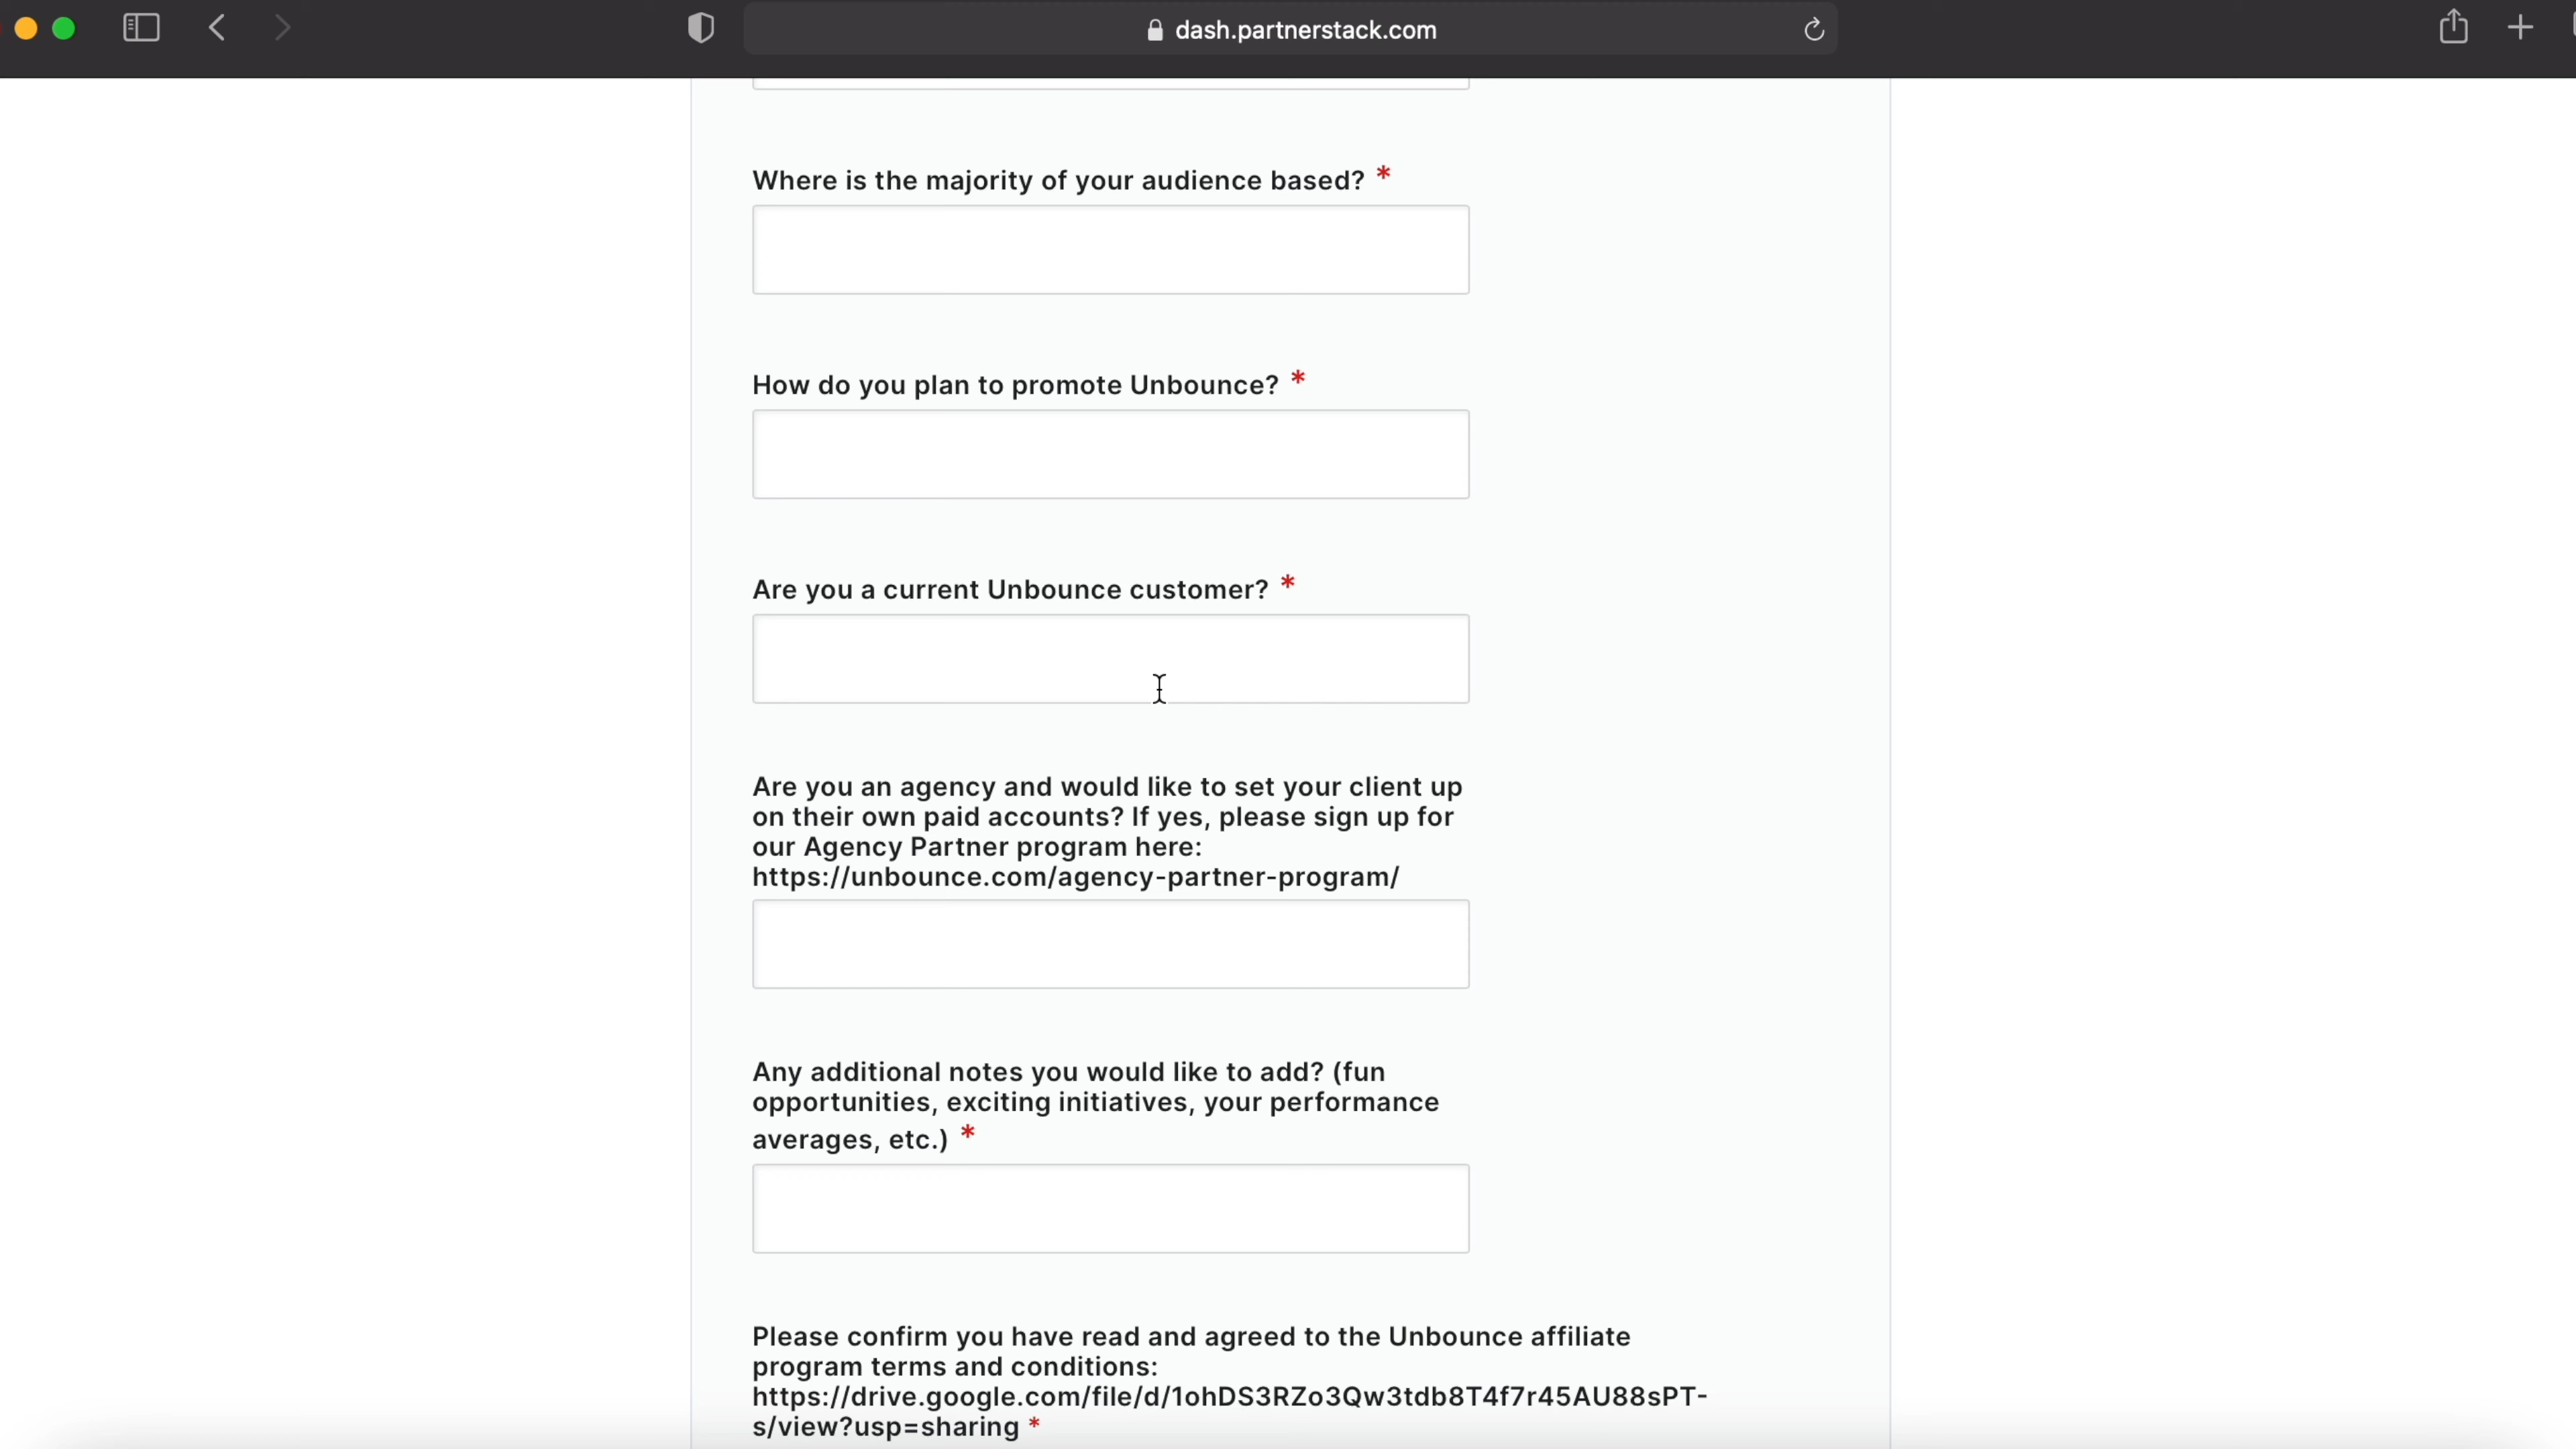 dash.partnerstack.com
Where is the majority of your audience based? *
How do you plan to promote Unbounce? *
Are you a current Unbounce customer? *
Are you an agency and would like to set your client up
on their own paid accounts? If yes, please sign up for
our Agency Partner program here:
https://unbounce.com/agency-partner-program/
Any additional notes you would like to add? (fun
opportunities, exciting initiatives, your performance
averages, etc.) *
Please confirm you have read and agreed to the Unbounce affiliate
program terms and conditions:
https://drive.google.com/file/d/1ohDS3RZo3Qw3tdb8T4f7r45AU88sPT-
s/view?usp=sharing *